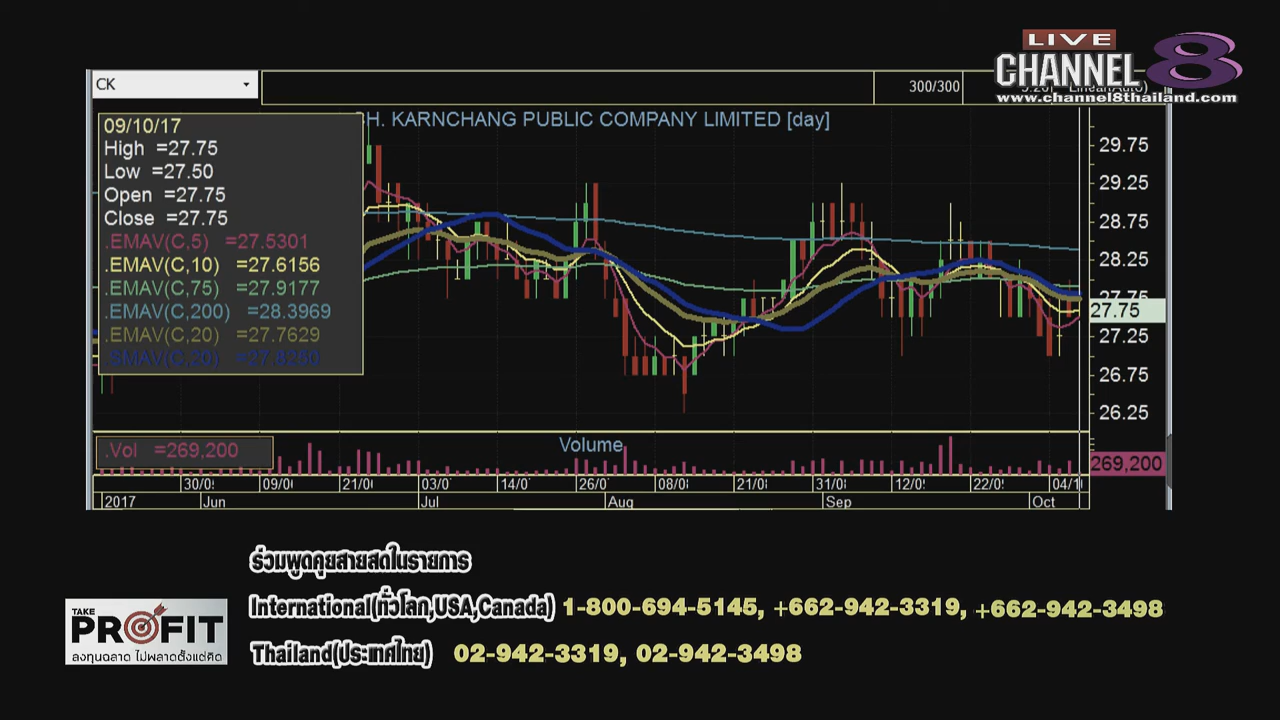 LIVE
CHANNEL 8
www.channel8thailand.com
CK
300/300
09/10/17
High =27.75
Low =27.50
Open =27.75
Close =27.75
.EMAV(C,5) =27.5301
.EMAV(C,10) =27.6156
.EMAV(C,75) =27.9177
.EMAV(C,200) =28.3969
.EMAV(C,20) =27.7629
.SMAV(C,20) =27.8250
CH. KARNCHANG PUBLIC COMPANY LIMITED [day]
29.75
29.25
28.75
28.25
27.75
27.75
27.25
26.75
26.25
.Vol =269,200
Volume
269,200
30/0 09/0 21/0 03/0 14/0 26/0 08/0 21/0 31/0 12/0 22/0 04/1
2017 Jun Jul Aug Sep Oct
ร่วมพูดคุยสายสดในรายการ
International(ทั่วโลก,USA,Canada) 1-800-694-5145, +662-942-3319, +662-942-3498
Thailand(ประเทศไทย) 02-942-3319, 02-942-3498
TAKE
PROFIT
ลงทุนฉลาด ไม่พลาดตั้งแต่คิด